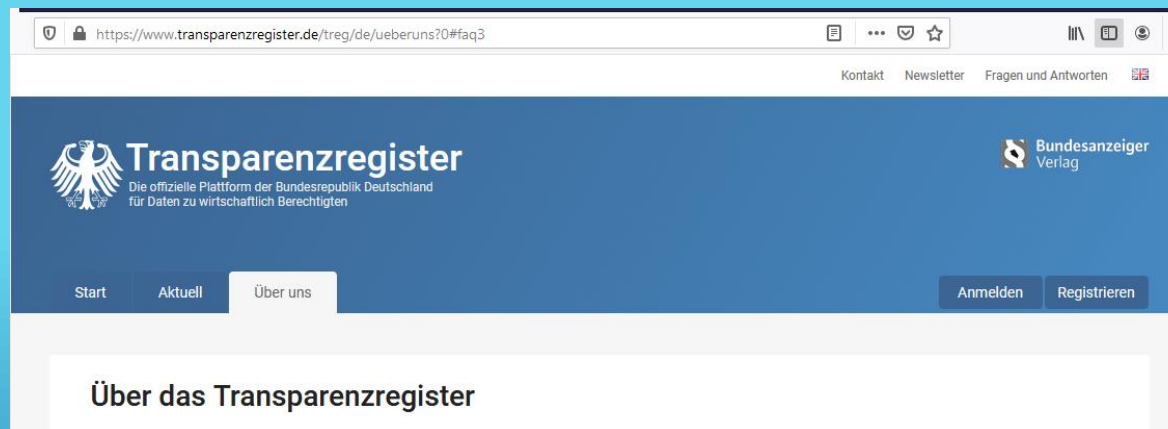 https://www.transparenzregister.de/treg/de/ueberuns?0#faq3
Kontakt Newsletter Fragen und Antworten
Transparenzregister
Die offizielle Plattform der Bundesrepublik Deutschland
für Daten zu wirtschaftlich Berechtigten
Bundesanzeiger
Verlag
Start Aktuell Über uns
Anmelden Registrieren
Über das Transparenzregister